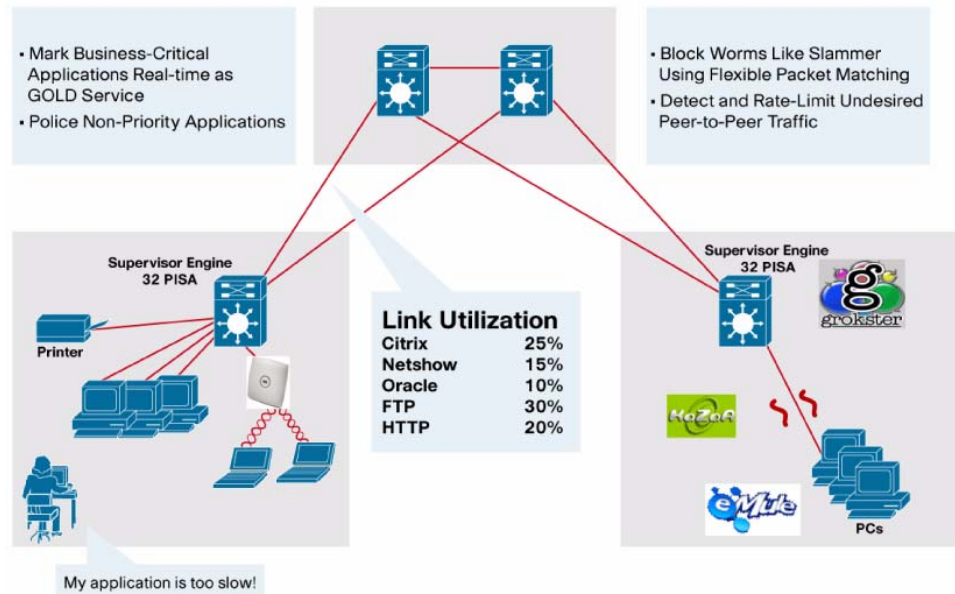 ▪ Mark Business-Critical
Applications Real-time as
GOLD Service
▪ Police Non-Priority Applications
▪ Block Worms Like Slammer
Using Flexible Packet Matching
▪ Detect and Rate-Limit Undesired
Peer-to-Peer Traffic
Supervisor Engine
32 PISA
Printer
Link Utilization
Citrix 25%
Netshow 15%
Oracle 10%
FTP 30%
HTTP 20%
My application is too slow!
Supervisor Engine
32 PISA
g
grokster
KaZaA
eMule
PCs